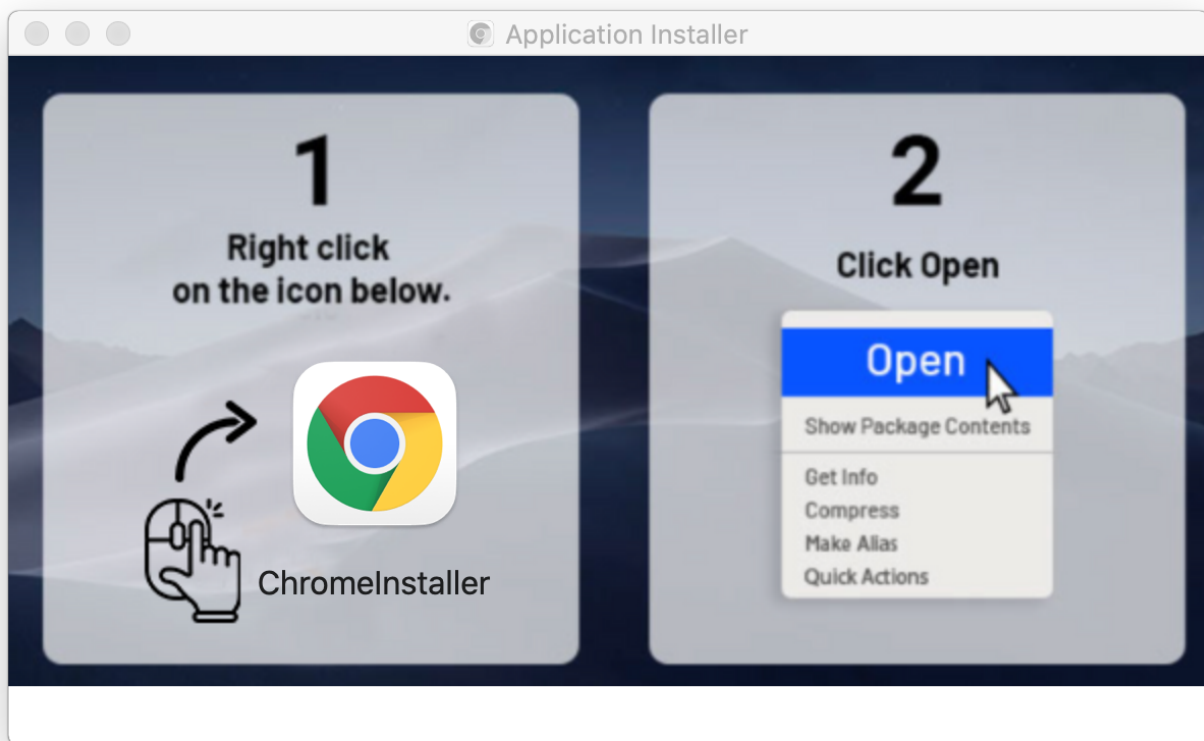 Application Installer
1
Right click
on the icon below.
ChromeInstaller
2
Click Open
Open
Show Package Contents
Get Info
Compress
Make Alias
Quick Actions